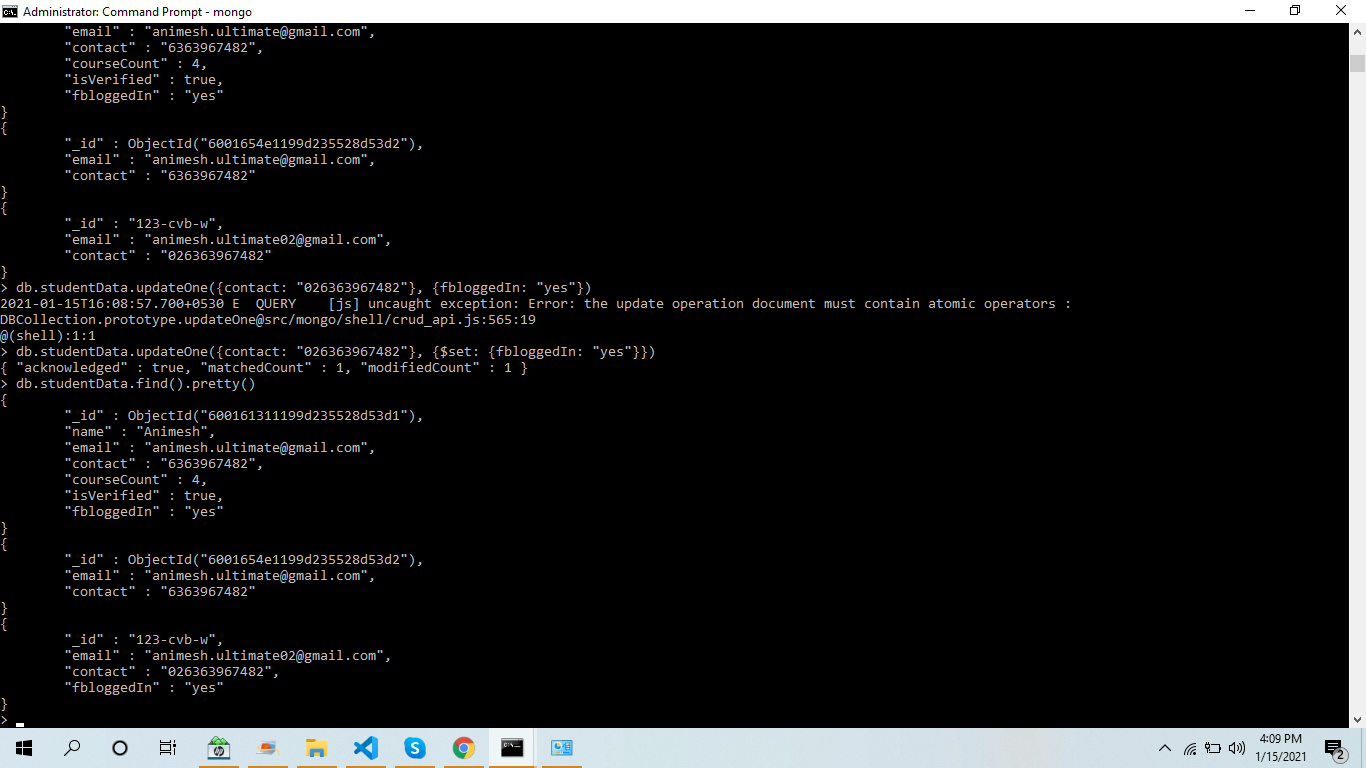 Administrator: Command Prompt - mongo
"email" : "animesh.ultimate@gmail.com",
"contact" : "6363967482",
"courseCount" : 4,
"isVerified" : true,
"fbloggedIn" : "yes"
}
{
"_id" : ObjectId("6001654e1199d235528d53d2"),
"email" : "animesh.ultimate@gmail.com",
"contact" : "6363967482"
}
{
"_id" : "123-cvb-w",
"email" : "animesh.ultimate02@gmail.com",
"contact" : "026363967482"
}
> db.studentData.updateOne({contact: "026363967482"}, {fbloggedIn: "yes"})
2021-01-15T16:08:57.700+0530 E  QUERY    [js] uncaught exception: Error: the update operation document must contain atomic operators :
DBCollection.prototype.updateOne@src/mongo/shell/crud_api.js:565:19
@(shell):1:1
> db.studentData.updateOne({contact: "026363967482"}, {$set: {fbloggedIn: "yes"}})
{ "acknowledged" : true, "matchedCount" : 1, "modifiedCount" : 1 }
> db.studentData.find().pretty()
{
"_id" : ObjectId("600161311199d235528d53d1"),
"name" : "Animesh",
"email" : "animesh.ultimate@gmail.com",
"contact" : "6363967482",
"courseCount" : 4,
"isVerified" : true,
"fbloggedIn" : "yes"
}
{
"_id" : ObjectId("6001654e1199d235528d53d2"),
"email" : "animesh.ultimate@gmail.com",
"contact" : "6363967482"
}
{
"_id" : "123-cvb-w",
"email" : "animesh.ultimate02@gmail.com",
"contact" : "026363967482",
"fbloggedIn" : "yes"
}
>
4:09 PM
1/15/2021
2